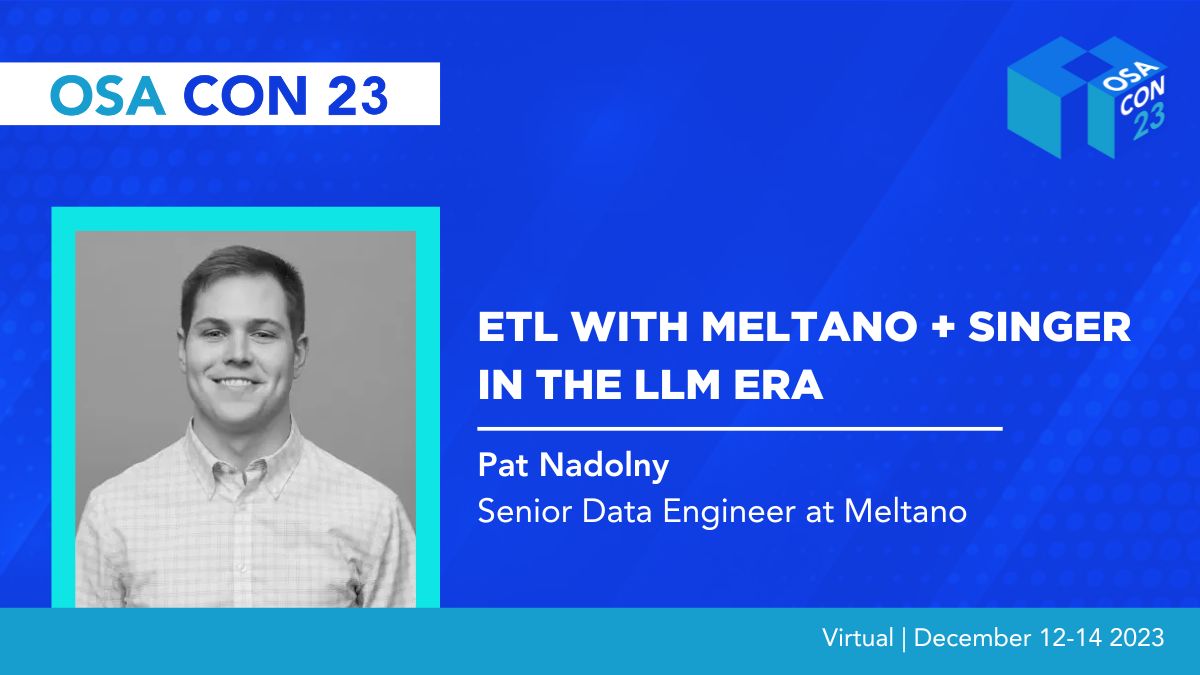 OSA CON 23
OSA
CON
23
ETL WITH MELTANO + SINGER
IN THE LLM ERA
Pat Nadolny
Senior Data Engineer at Meltano
Virtual | December 12-14 2023